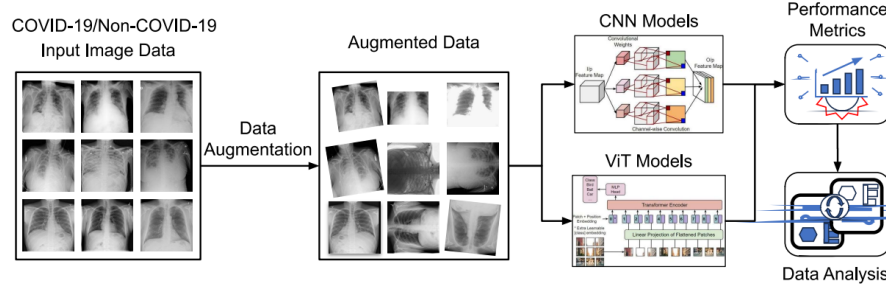 COVID-19/Non-COVID-19
Input Image Data
Data
Augmentation
Augmented Data
CNN Models
Convolutional
Weights
I/p
Feature Map
O/p
Feature Map
Channel-wise Convolution
ViT Models
Class
Bird
Ball
Car
MLP
Head
Transformer Encoder
Patch + Position
Embedding
* Extra Learnable
[class] embedding
Linear Projection of Flattened Patches
Performance
Metrics
Data Analysis